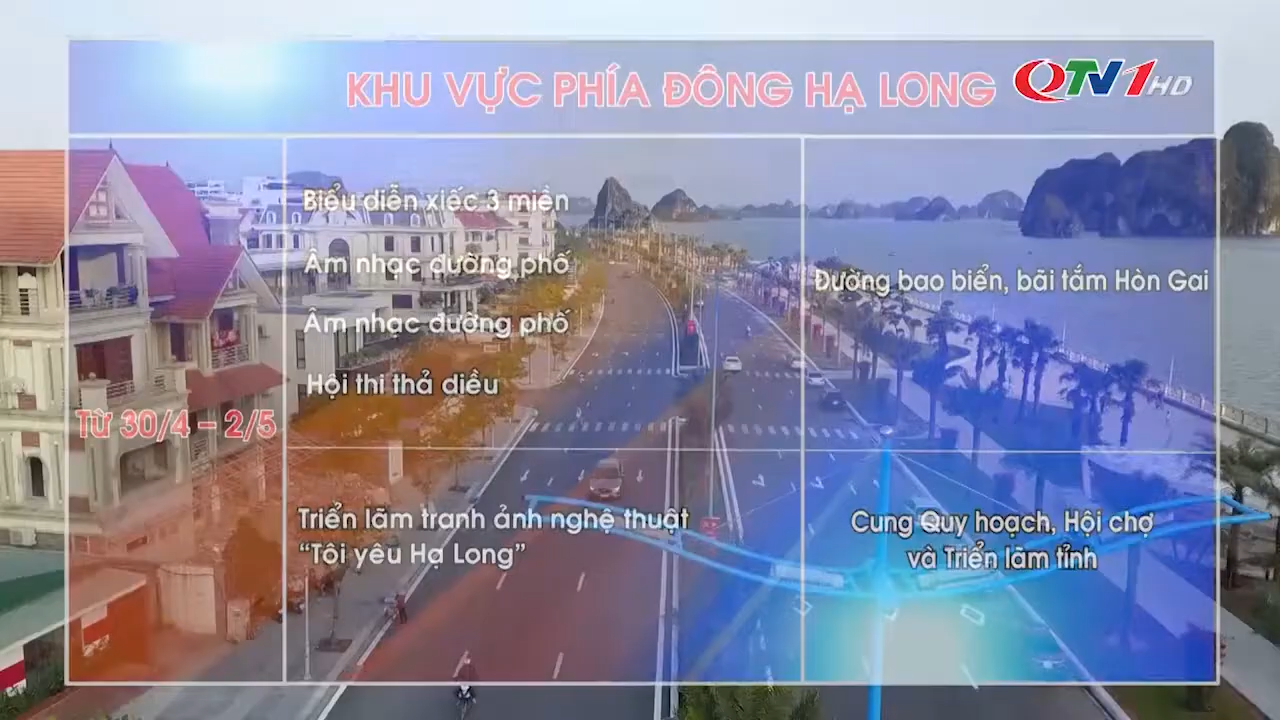 KHU VỰC PHÍA ĐÔNG HẠ LONG
QTV1HD
Từ 30/4 – 2/5
Biểu diễn xiếc 3 miền
Âm nhạc đường phố
Âm nhạc đường phố
Hội thi thả diều
Đường bao biển, bãi tắm Hòn Gai
Triển lãm tranh ảnh nghệ thuật
“Tôi yêu Hạ Long”
Cung Quy hoạch, Hội chợ
và Triển lãm tỉnh